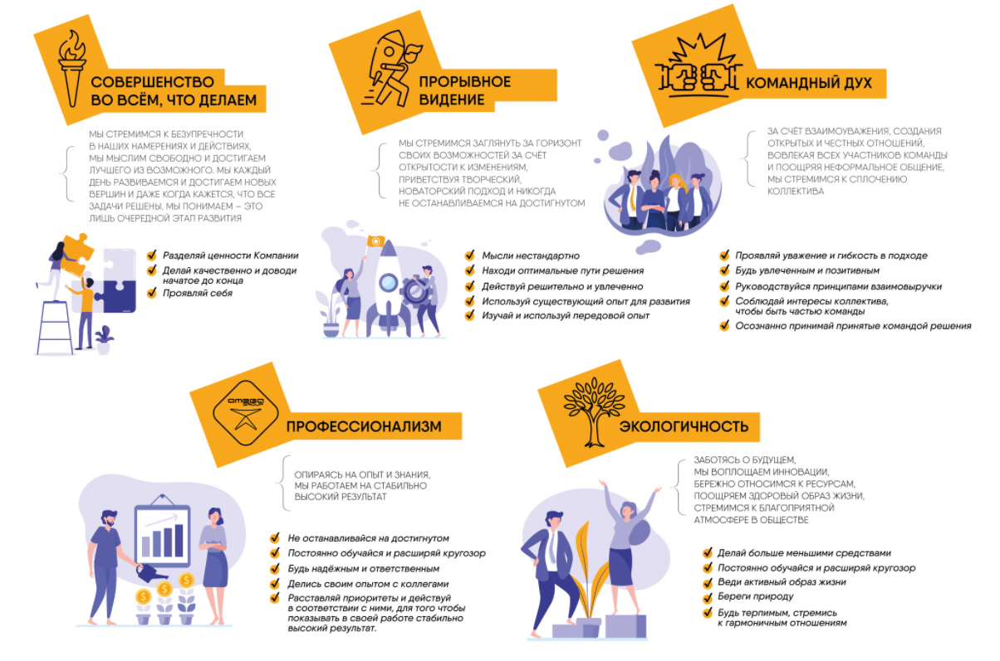 СОВЕРШЕНСТВО
ВО ВСЁМ, ЧТО ДЕЛАЕМ
МЫ СТРЕМИМСЯ К БЕЗУПРЕЧНОСТИ
В НАШИХ НАМЕРЕНИЯХ И ДЕЙСТВИЯХ,
МЫ МЫСЛИМ СВОБОДНО И ДОСТИГАЕМ
ЛУЧШЕГО ИЗ ВОЗМОЖНОГО. МЫ КАЖДЫЙ
ДЕНЬ РАЗВИВАЕМСЯ И ДОСТИГАЕМ НОВЫХ
ВЕРШИН И ДАЖЕ КОГДА КАЖЕТСЯ, ЧТО ВСЕ
ЗАДАЧИ РЕШЕНЫ, МЫ ПОНИМАЕМ – ЭТО
ЛИШЬ ОЧЕРЕДНОЙ ЭТАП РАЗВИТИЯ
Разделяй ценности Компании
Делай качественно и доводи
начатое до конца
Проявляй себя
ПРОРЫВНОЕ
ВИДЕНИЕ
МЫ СТРЕМИМСЯ ЗАГЛЯНУТЬ ЗА ГОРИЗОНТ
СВОИХ ВОЗМОЖНОСТЕЙ ЗА СЧЁТ
ОТКРЫТОСТИ К ИЗМЕНЕНИЯМ,
ПРИВЕТСТВУЯ ТВОРЧЕСКИЙ,
НОВАТОРСКИЙ ПОДХОД И НИКОГДА
НЕ ОСТАНАВЛИВАЕМСЯ НА ДОСТИГНУТОМ
Мысли нестандартно
Находи оптимальные пути решения
Действуй решительно и увлеченно
Используй существующий опыт для развития
Изучай и используй передовой опыт
КОМАНДНЫЙ ДУХ
ЗА СЧЁТ ВЗАИМОУВАЖЕНИЯ, СОЗДАНИЯ
ОТКРЫТЫХ И ЧЕСТНЫХ ОТНОШЕНИЙ,
ВОВЛЕКАЯ ВСЕХ УЧАСТНИКОВ КОМАНДЫ
И ПООЩРЯЯ НЕФОРМАЛЬНОЕ ОБЩЕНИЕ,
МЫ СТРЕМИМСЯ К СПЛОЧЕНИЮ
КОЛЛЕКТИВА
Проявляй уважение и гибкость в подходе
Будь увлеченным и позитивным
Руководствуйся принципами взаимовыручки
Соблюдай интересы коллектива,
чтобы быть частью команды
Осознанно принимай принятые командой решения
OMEGA
GROUP
ПРОФЕССИОНАЛИЗМ
ОПИРАЯСЬ НА ОПЫТ И ЗНАНИЯ,
МЫ РАБОТАЕМ НА СТАБИЛЬНО
ВЫСОКИЙ РЕЗУЛЬТАТ
Не останавливайся на достигнутом
Постоянно обучайся и расширяй кругозор
Будь надёжным и ответственным
Делись своим опытом с коллегами
Расставляй приоритеты и действуй
в соответствии с ними, для того чтобы
показывать в своей работе стабильно
высокий результат.
$ $ $
ЭКОЛОГИЧНОСТЬ
ЗАБОТЯСЬ О БУДУЩЕМ,
МЫ ВОПЛОЩАЕМ ИННОВАЦИИ,
БЕРЕЖНО ОТНОСИМСЯ К РЕСУРСАМ,
ПООЩРЯЕМ ЗДОРОВЫЙ ОБРАЗ ЖИЗНИ,
СТРЕМИМСЯ К БЛАГОПРИЯТНОЙ
АТМОСФЕРЕ В ОБЩЕСТВЕ
Делай больше меньшими средствами
Постоянно обучайся и расширяй кругозор
Веди активный образ жизни
Береги природу
Будь терпимым, стремись
к гармоничным отношениям